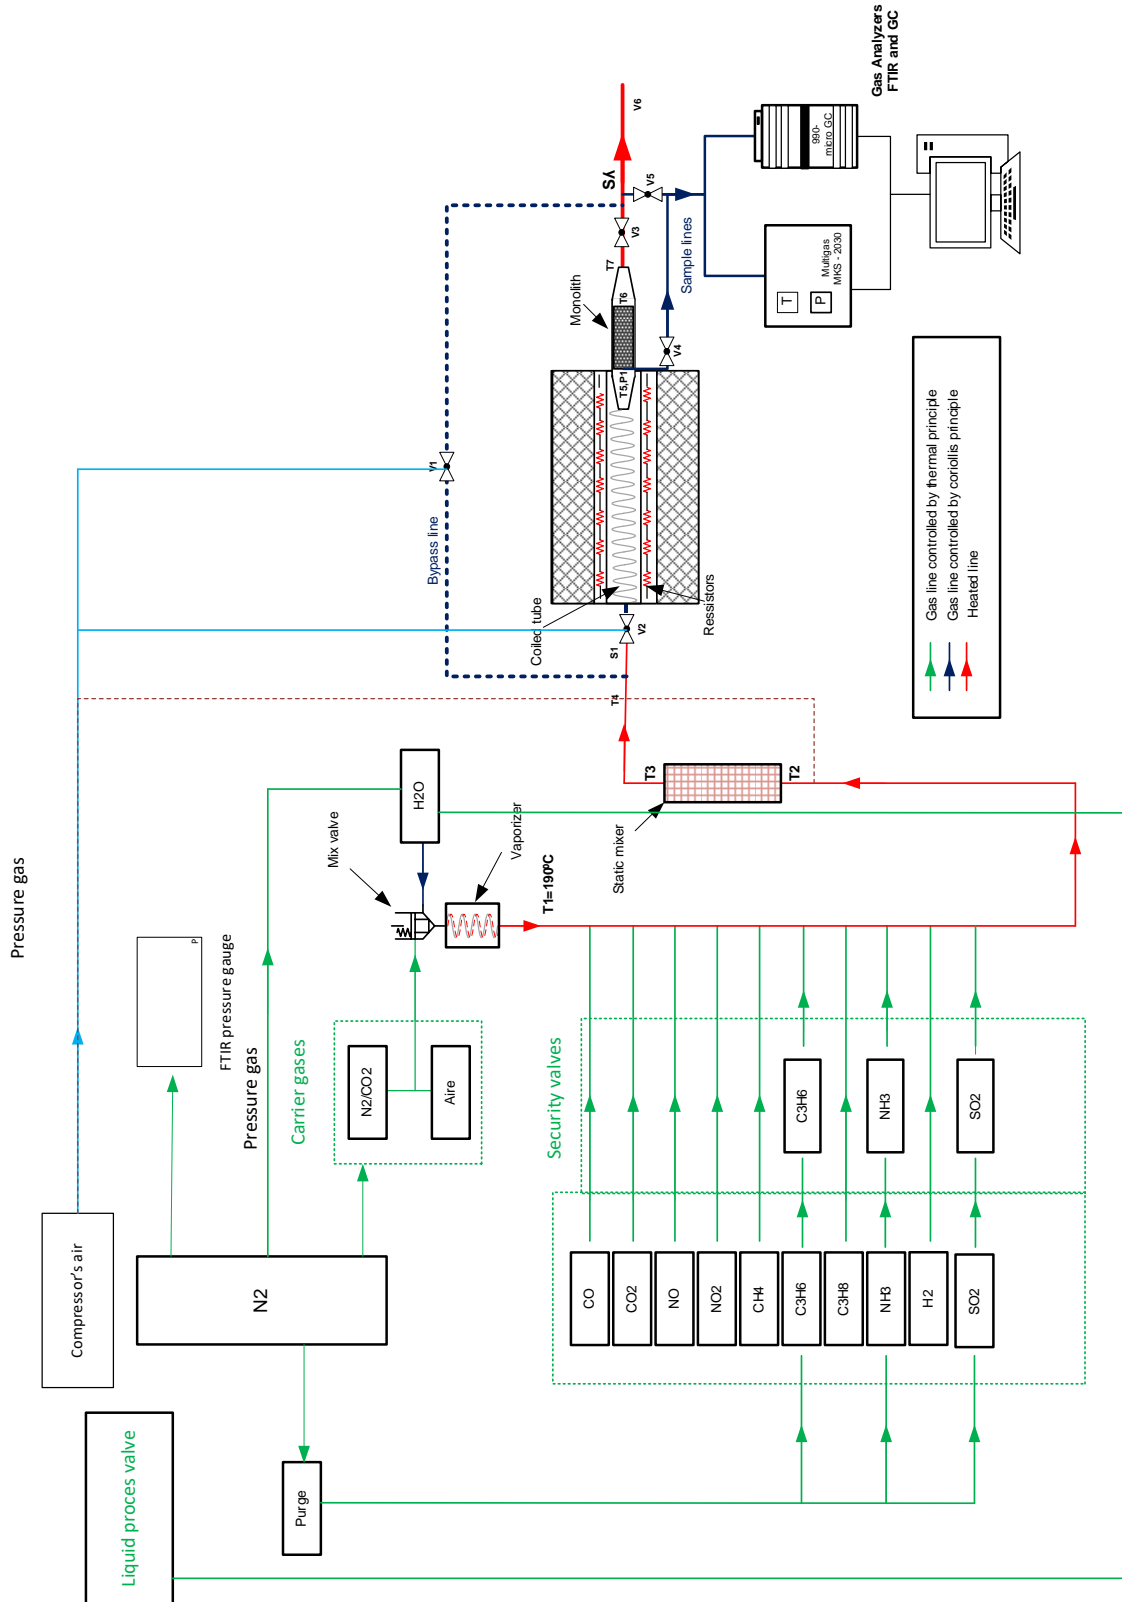 Pressure gas
Compressor's air
Liquid proces valve
N2
Purge
P
FTIR pressure gauge
Pressure gas
Carrier gases
N2/CO2
Aire
H2O
Mix valve
Vaporizer
T1=190ºC
Security valves
CO
CO2
NO
NO2
CH4
C3H6
C3H8
NH3
H2
SO2
C3H6
NH3
SO2
Static mixer
T2
T3
T4
S1
V2
Bypass line
V1
Coiled tube
Ressistors
T5,P1
T6
T7
Monolith
V3
V4
V5
V6
SY
Sample lines
T
P
Multigas
MKS - 2030
990-
micro GC
Gas Analyzers
FTIR and GC
Gas line controlled by thermal principle
Gas line controlled by coriollis principle
Heated line